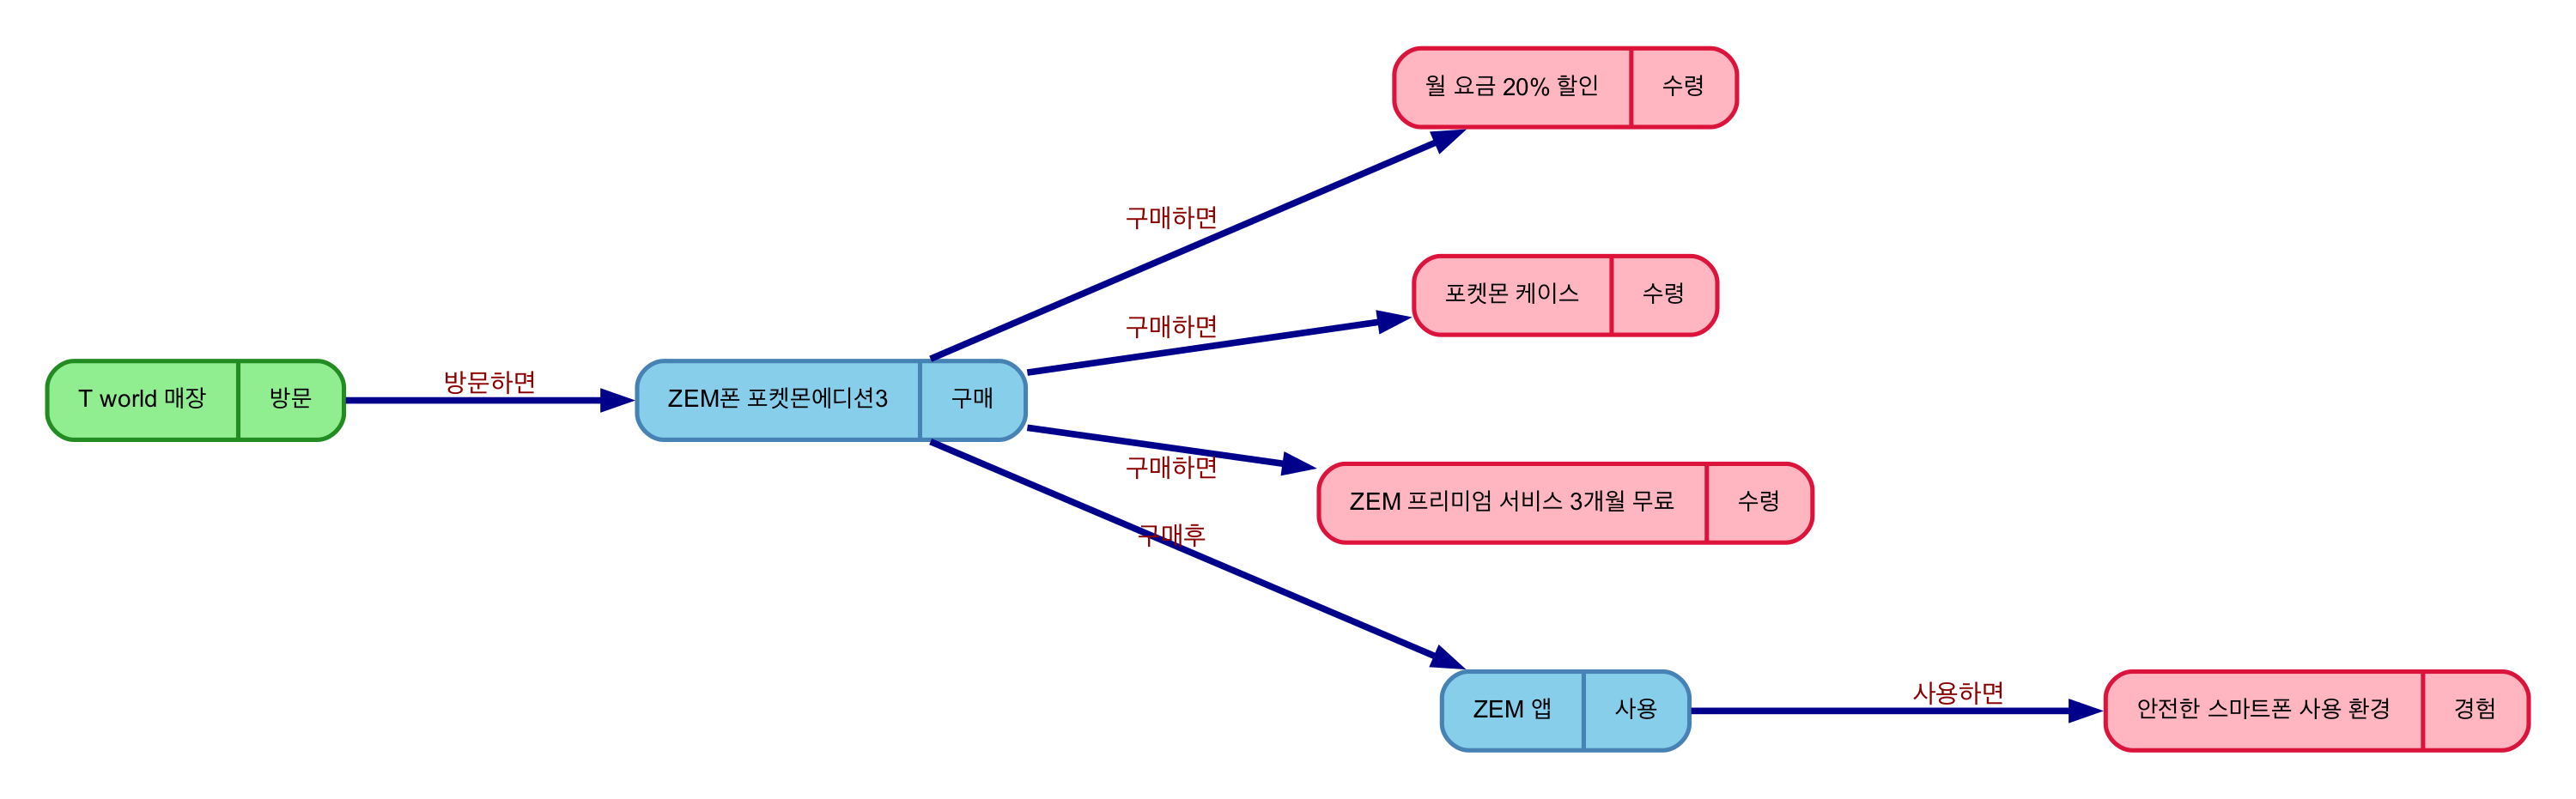 월 요금 20% 할인 수령
구매하면
포켓몬 케이스 수령
구매하면
T world 매장 방문
방문하면
ZEM폰 포켓몬에디션3 구매
구매하면
ZEM 프리미엄 서비스 3개월 무료 수령
구매후
ZEM 앱 사용
사용하면
안전한 스마트폰 사용 환경 경험